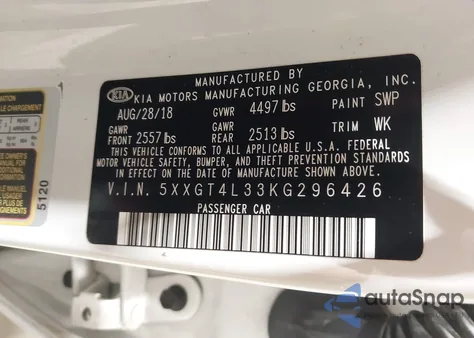 MANUFACTURED BY
KIA KIA MOTORS MANUFACTURING GEORGIA, INC.
AUG/28/18 GVWR 4497 lbs PAINT SWP
GAWR GAWR
FRONT 2557 lbs REAR 2513 lbs TRIM WK
THIS VEHICLE CONFORMS TO ALL APPLICABLE U.S.A. FEDERAL
MOTOR VEHICLE SAFETY, BUMPER, AND THEFT PREVENTION STANDARDS
IN EFFECT ON THE DATE OF MANUFACTURE SHOWN ABOVE.
V.I.N. 5XXGT4L33KG296426
PASSENGER CAR
5120
autoSnap